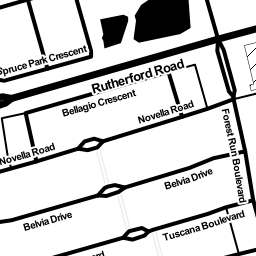 Spruce Park Crescent
Rutherford Road
Bellagio Crescent
Novella Road
Forest Run Boulevard
Novella Road
Belvia Drive
Belvia Drive
Tuscana Boulevard